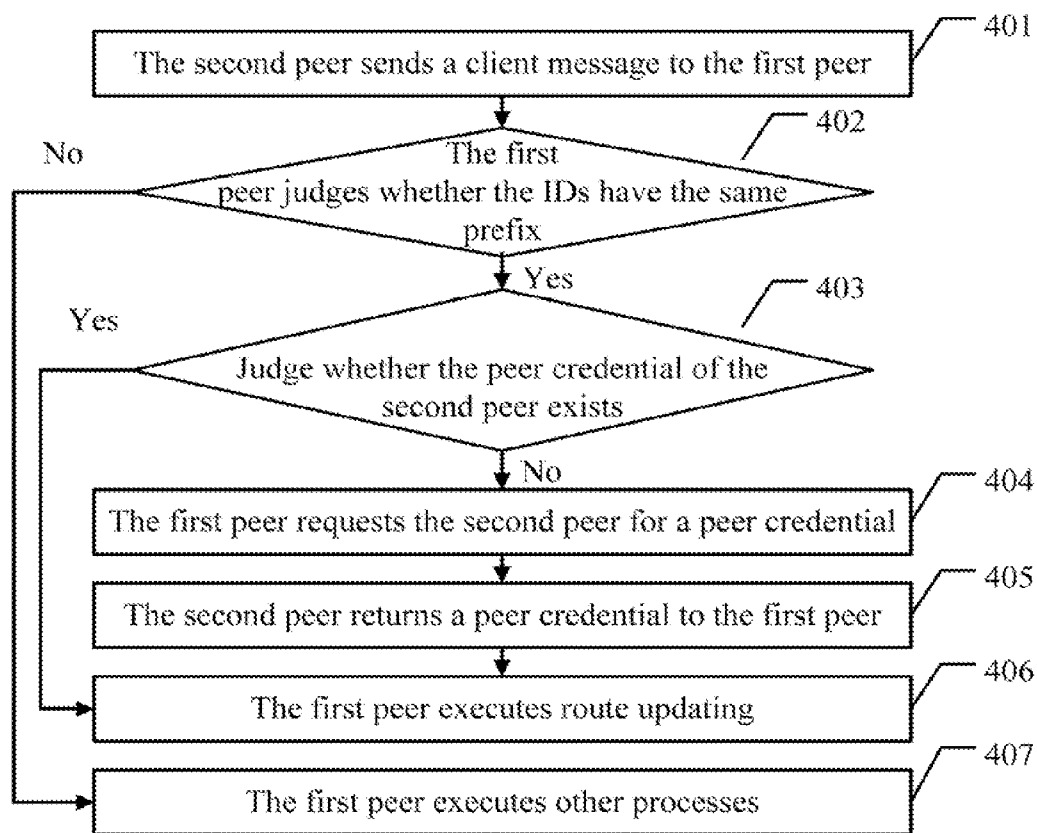 401
The second peer sends a client message to the first peer
402
No
The first
peer judges whether the IDs have the same
prefix
Yes
403
Yes
Judge whether the peer credential of the
second peer exists
No
404
The first peer requests the second peer for a peer credential
405
The second peer returns a peer credential to the first peer
406
The first peer executes route updating
407
The first peer executes other processes